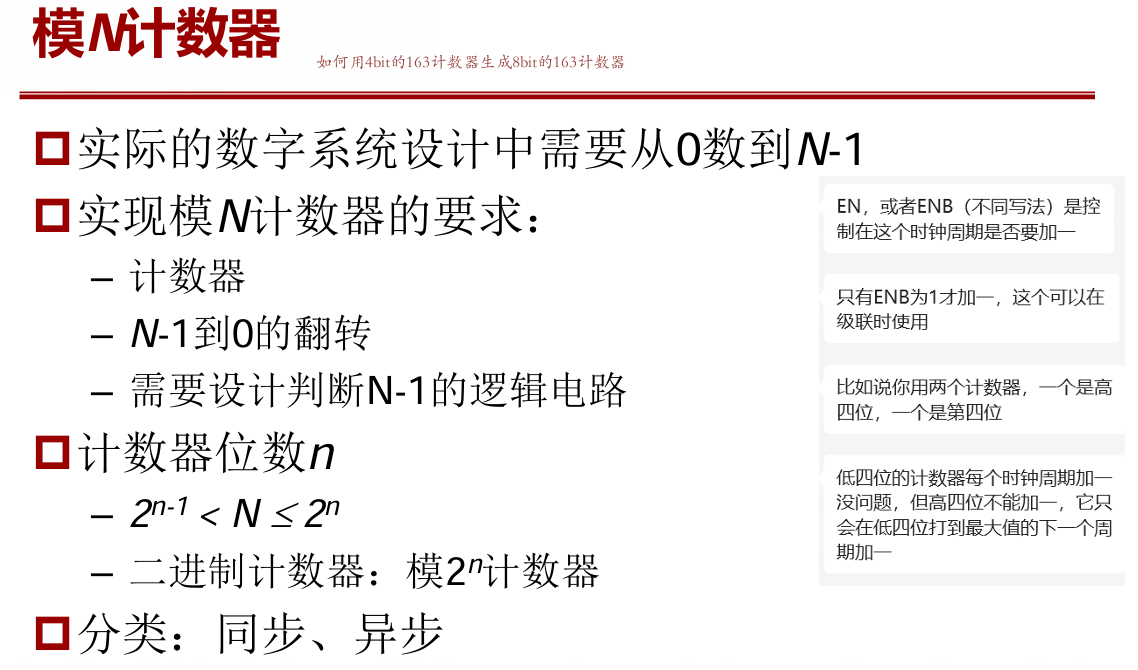 模N计数器
如何用4bit的163计数器生成8bit的163计数器
实际的数字系统设计中需要从0数到N-1
实现模N计数器的要求：
– 计数器
– N-1到0的翻转
– 需要设计判断N-1的逻辑电路
计数器位数n
– 2ⁿ⁻¹ < N ≤ 2ⁿ
– 二进制计数器：模2ⁿ计数器
分类：同步、异步
EN，或者ENB（不同写法）是控
制在这个时钟周期是否要加一
只有ENB为1才加一，这个可以在
级联时使用
比如说你用两个计数器，一个是高
四位，一个是第四位
低四位的计数器每个时钟周期加一
没问题，但高四位不能加一，它只
会在低四位打到最大值的下一个周
期加一